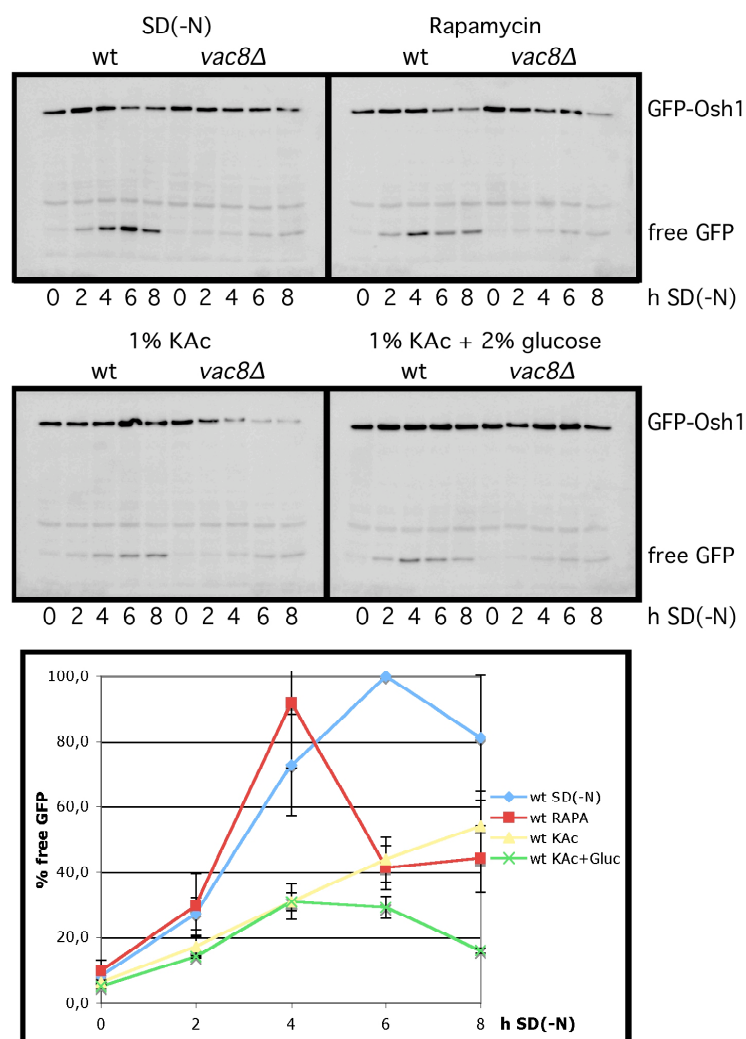 SD(-N) Rapamycin
wt vac8Δ wt vac8Δ
GFP-Osh1
free GFP
0 2 4 6 8 0 2 4 6 8 0 2 4 6 8 0 2 4 6 8 h SD(-N)
1% KAc 1% KAc + 2% glucose
wt vac8Δ wt vac8Δ
GFP-Osh1
free GFP
0 2 4 6 8 0 2 4 6 8 0 2 4 6 8 0 2 4 6 8 h SD(-N)
100,0
80,0
60,0
40,0
20,0
0,0
% free GFP
wt SD(-N)
wt RAPA
wt KAc
wt KAc+Gluc
0 2 4 6 h SD(-N) 8